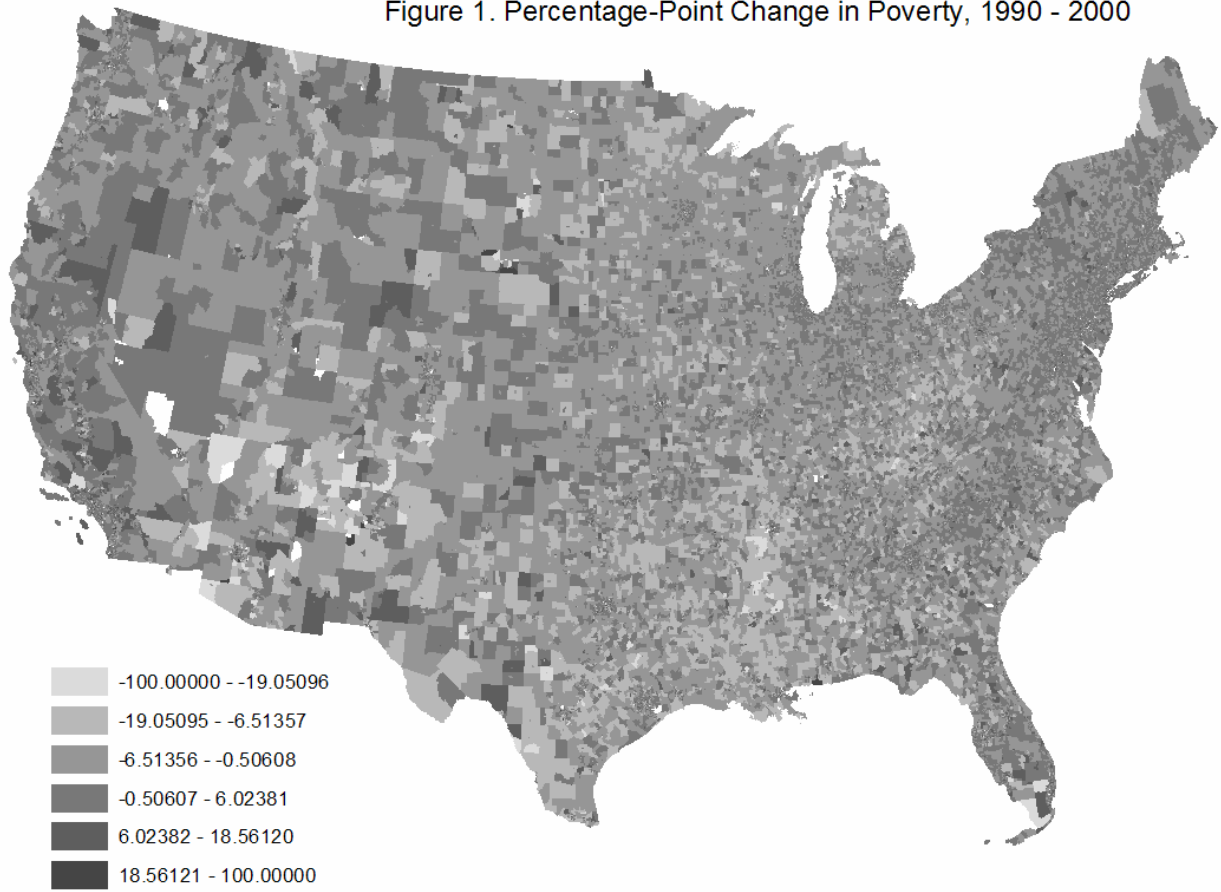 Figure 1. Percentage-Point Change in Poverty, 1990 - 2000
-100.00000 - -19.05096
-19.05095 - -6.51357
-6.51356 - -0.50608
-0.50607 - 6.02381
6.02382 - 18.56120
18.56121 - 100.00000